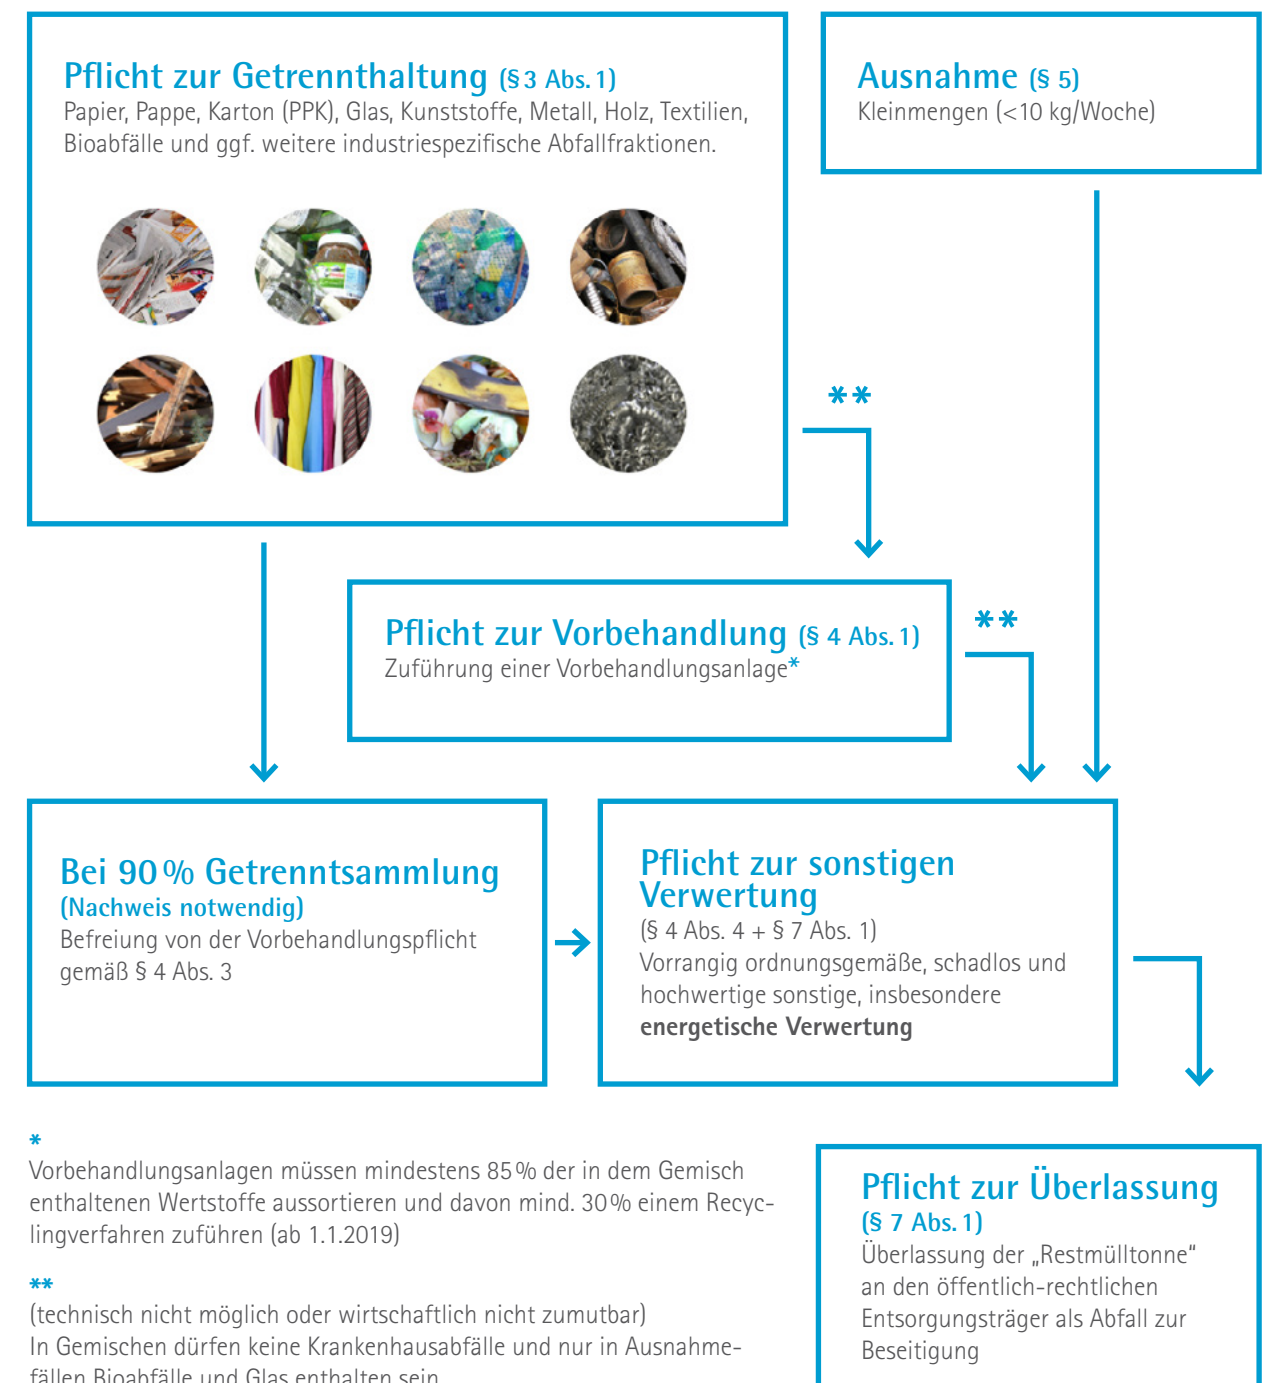 Pflicht zur Getrennthaltung (§ 3 Abs. 1)
Papier, Pappe, Karton (PPK), Glas, Kunststoffe, Metall, Holz, Textilien,
Bioabfälle und ggf. weitere industriespezifische Abfallfraktionen.
Ausnahme (§ 5)
Kleinmengen (<10 kg/Woche)
**
Pflicht zur Vorbehandlung (§ 4 Abs. 1)
Zuführung einer Vorbehandlungsanlage*
**
Bei 90 % Getrenntsammlung
(Nachweis notwendig)
Befreiung von der Vorbehandlungspflicht
gemäß § 4 Abs. 3
Pflicht zur sonstigen
Verwertung
(§ 4 Abs. 4 + § 7 Abs. 1)
Vorrangig ordnungsgemäße, schadlos und
hochwertige sonstige, insbesondere
energetische Verwertung
*
Vorbehandlungsanlagen müssen mindestens 85 % der in dem Gemisch
enthaltenen Wertstoffe aussortieren und davon mind. 30 % einem Recyc-
lingverfahren zuführen (ab 1.1.2019)
**
(technisch nicht möglich oder wirtschaftlich nicht zumutbar)
In Gemischen dürfen keine Krankenhausabfälle und nur in Ausnahme-
fällen Bioabfälle und Glas enthalten sein
Pflicht zur Überlassung
(§ 7 Abs. 1)
Überlassung der „Restmülltonne“
an den öffentlich-rechtlichen
Entsorgungsträger als Abfall zur
Beseitigung